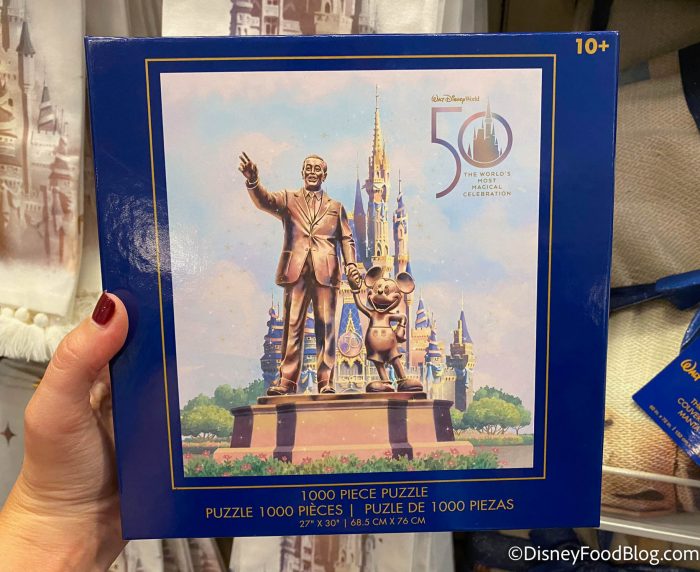 10+
Walt Disney World
50
THE WORLD'S
MOST
MAGICAL
CELEBRATION
50
1000 PIECE PUZZLE
PUZZLE 1000 PIÈCES | PUZLE DE 1000 PIEZAS
27" X 30" | 68.5 CM X 76 CM
©DisneyFoodBlog.com